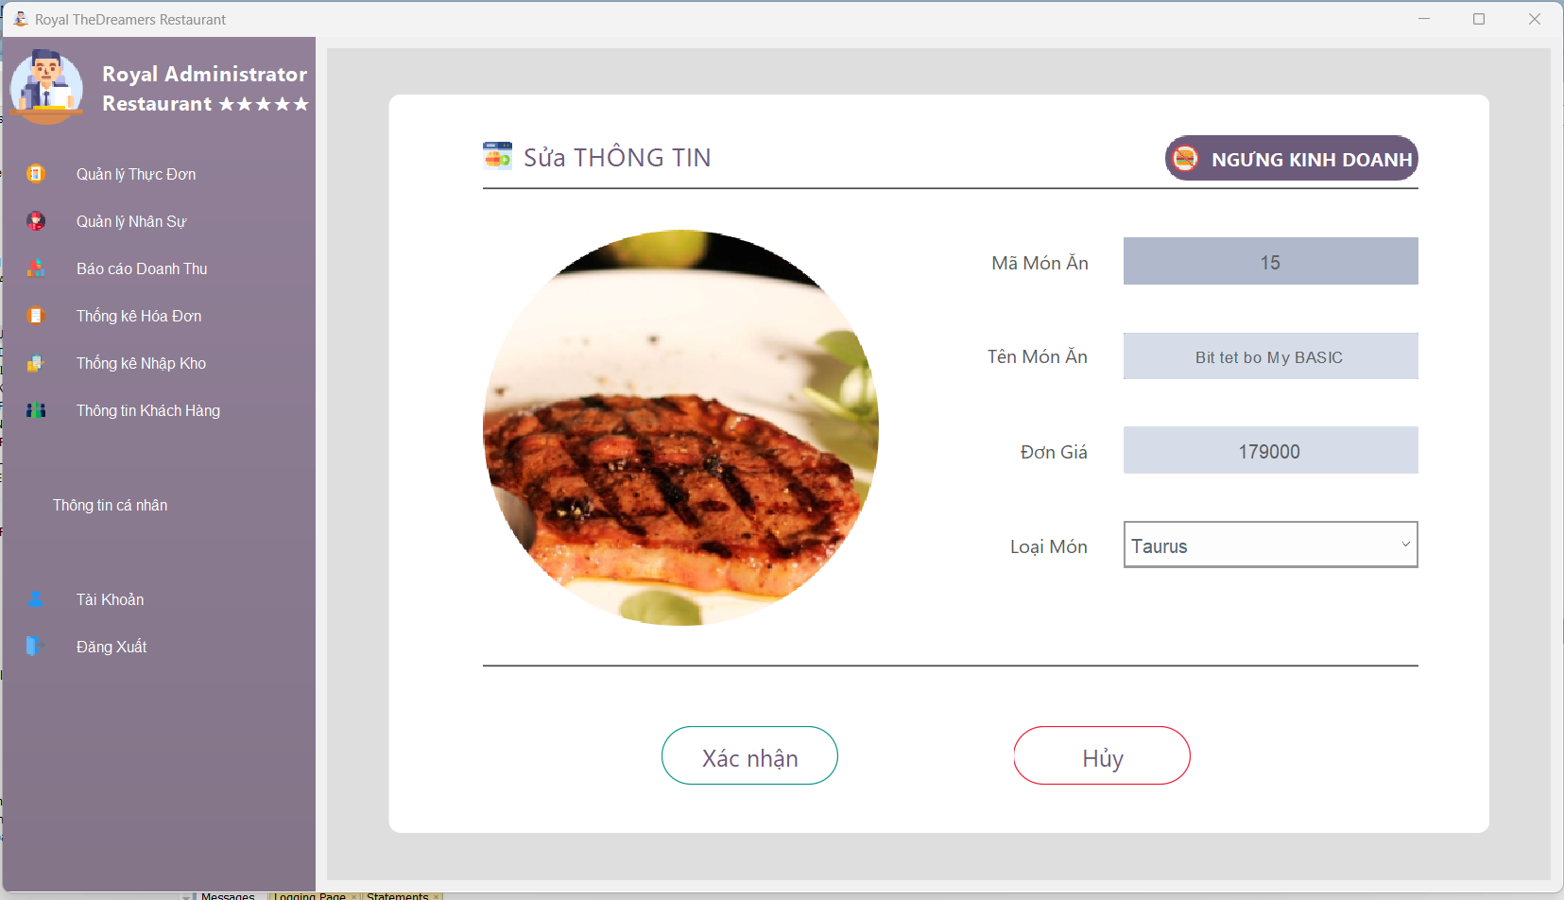 Royal TheDreamers Restaurant
Royal Administrator
Restaurant ★★★★★
Quản lý Thực Đơn
Quản lý Nhân Sự
Báo cáo Doanh Thu
Thống kê Hóa Đơn
Thống kê Nhập Kho
Thông tin Khách Hàng
Thông tin cá nhân
Tài Khoản
Đăng Xuất
Sửa THÔNG TIN
NGƯNG KINH DOANH
Mã Món Ăn
15
Tên Món Ăn
Bit tet bo My BASIC
Đơn Giá
179000
Loại Món
Taurus
Xác nhận
Hủy
Messages
Logging Page
Statements